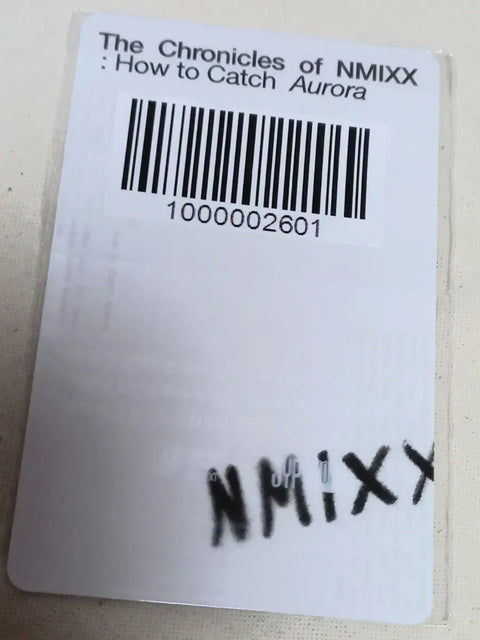 The Chronicles of NMIXX
: How to Catch Aurora
1000002601
NMiXX